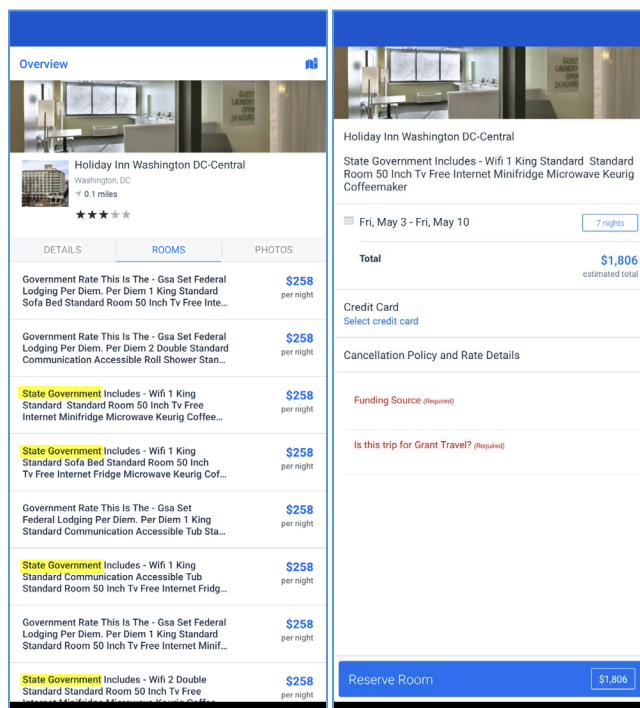 Overview
GUEST
LAUNDRY
OPEN
24 HOURS
Holiday Inn Washington DC-Central
Washington, DC
0.1 miles
DETAILS
ROOMS
PHOTOS
Government Rate This Is The - Gsa Set Federal
Lodging Per Diem. Per Diem 1 King Standard
Sofa Bed Standard Room 50 Inch Tv Free Inte...
$258
per night
Government Rate This Is The - Gsa Set Federal
Lodging Per Diem. Per Diem 2 Double Standard
Communication Accessible Roll Shower Stan...
$258
per night
State Government Includes - Wifi 1 King
Standard Standard Room 50 Inch Tv Free
Internet Minifridge Microwave Keurig Coffee...
$258
per night
State Government Includes - Wifi 1 King
Standard Sofa Bed Standard Room 50 Inch
Tv Free Internet Fridge Microwave Keurig Cof...
$258
per night
Government Rate This Is The - Gsa Set
Federal Lodging Per Diem. Per Diem 1 King
Standard Communication Accessible Tub Sta...
$258
per night
State Government Includes - Wifi 1 King
Standard Communication Accessible Tub
Standard Room 50 Inch Tv Free Internet Fridg...
$258
per night
Government Rate This Is The - Gsa Set Federal
Lodging Per Diem. Per Diem 1 King Standard
Standard Room 50 Inch Tv Free Internet Minif...
$258
per night
State Government Includes - Wifi 2 Double
Standard Standard Room 50 Inch Tv Free
$258
per night
GUEST
LAUNDRY
OPEN
24 HOURS
Holiday Inn Washington DC-Central
State Government Includes - Wifi 1 King Standard Standard
Room 50 Inch Tv Free Internet Minifridge Microwave Keurig
Coffeemaker
Fri, May 3 - Fri, May 10
7 nights
Total
$1,806
estimated total
Credit Card
Select credit card
Cancellation Policy and Rate Details
Funding Source (Required)
Is this trip for Grant Travel? (Required)
Reserve Room
$1,806